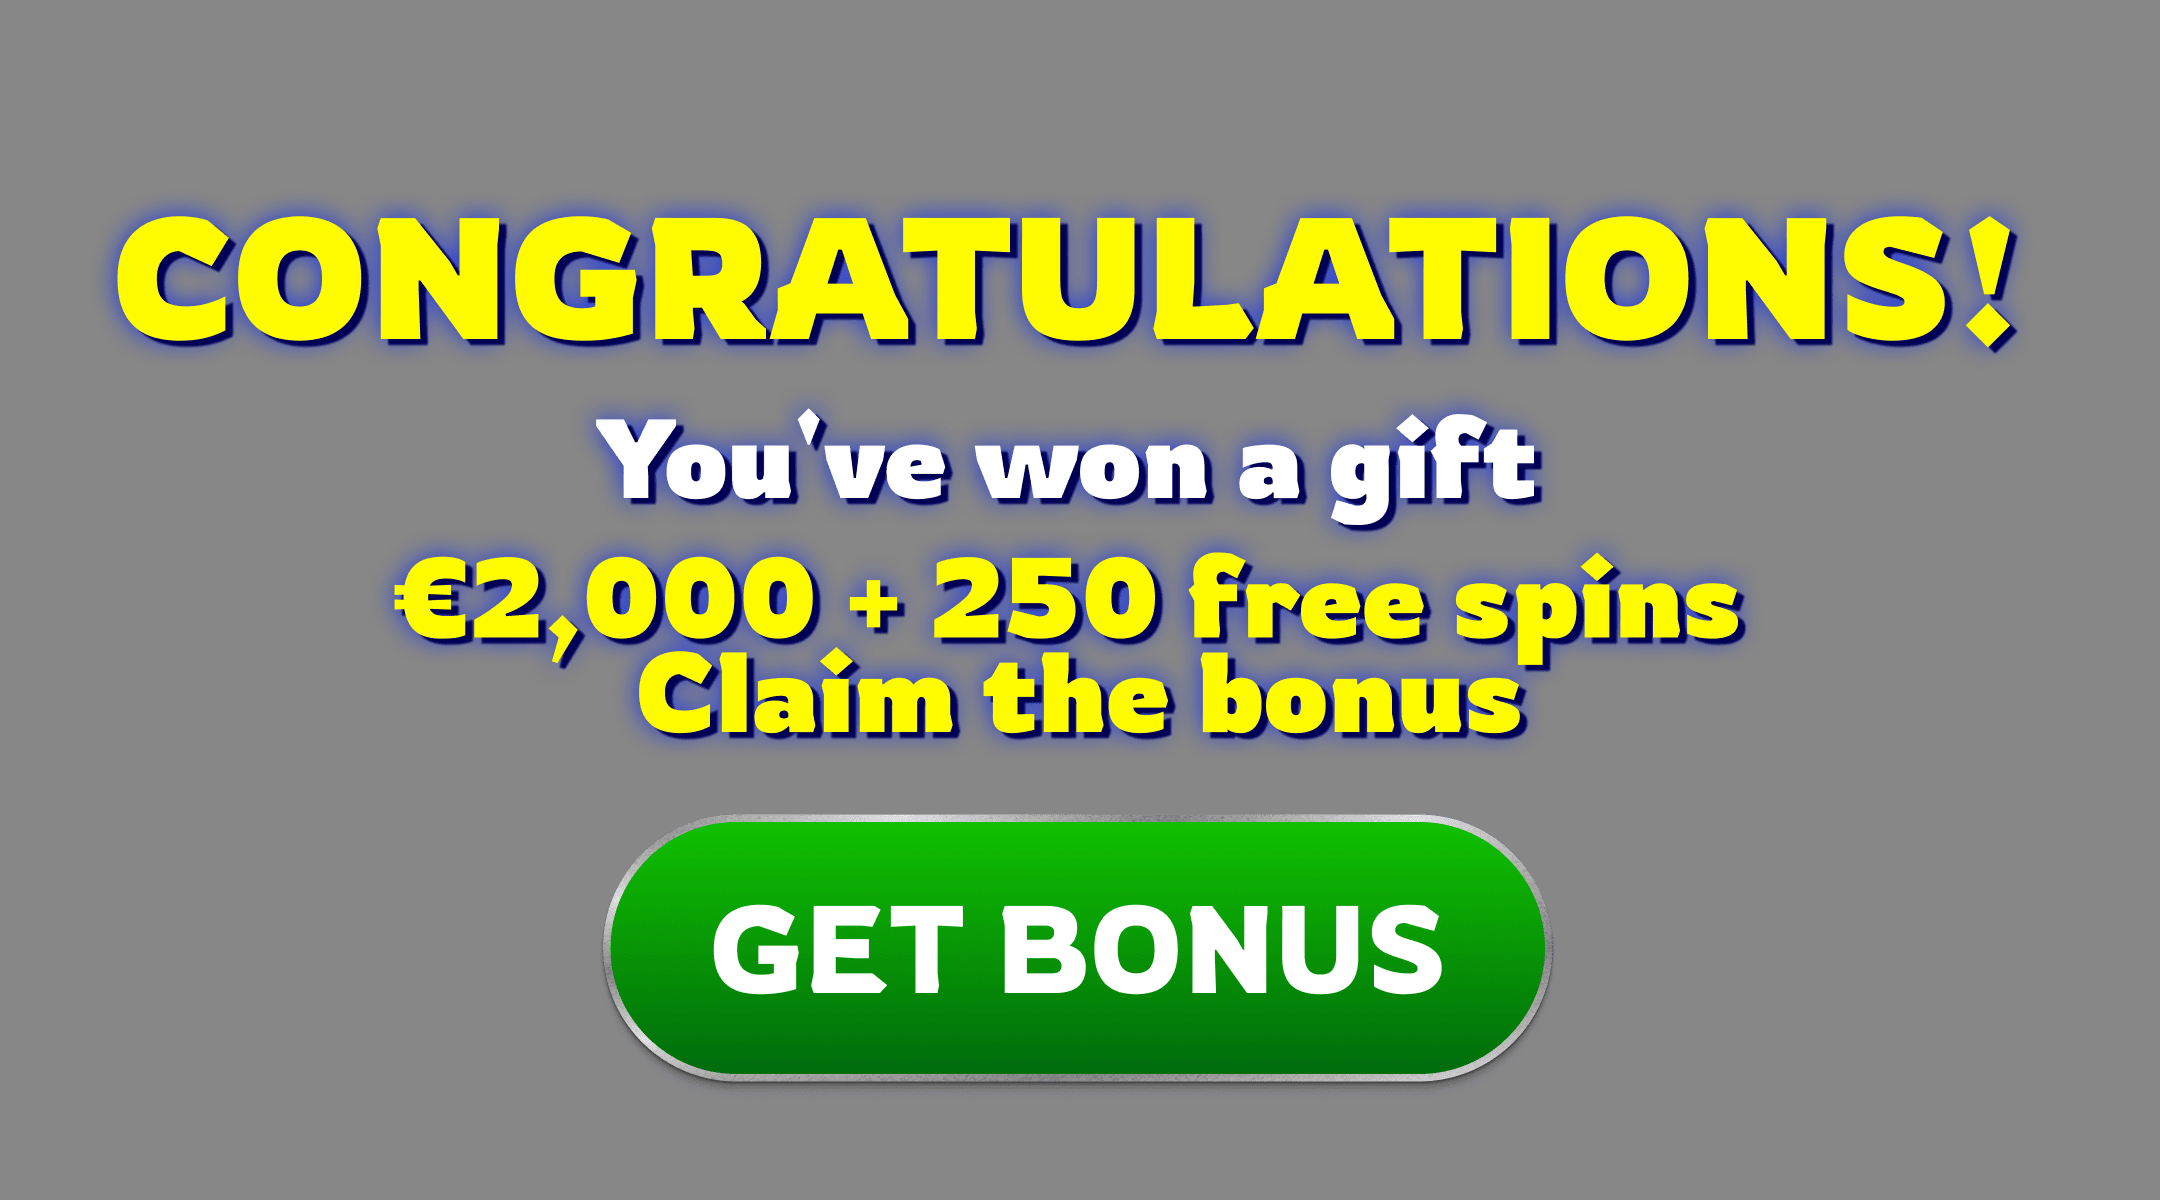 CONGRATULATIONS!
You've won a gift
€2,000 + 250 free spins
Claim the bonus
GET BONUS